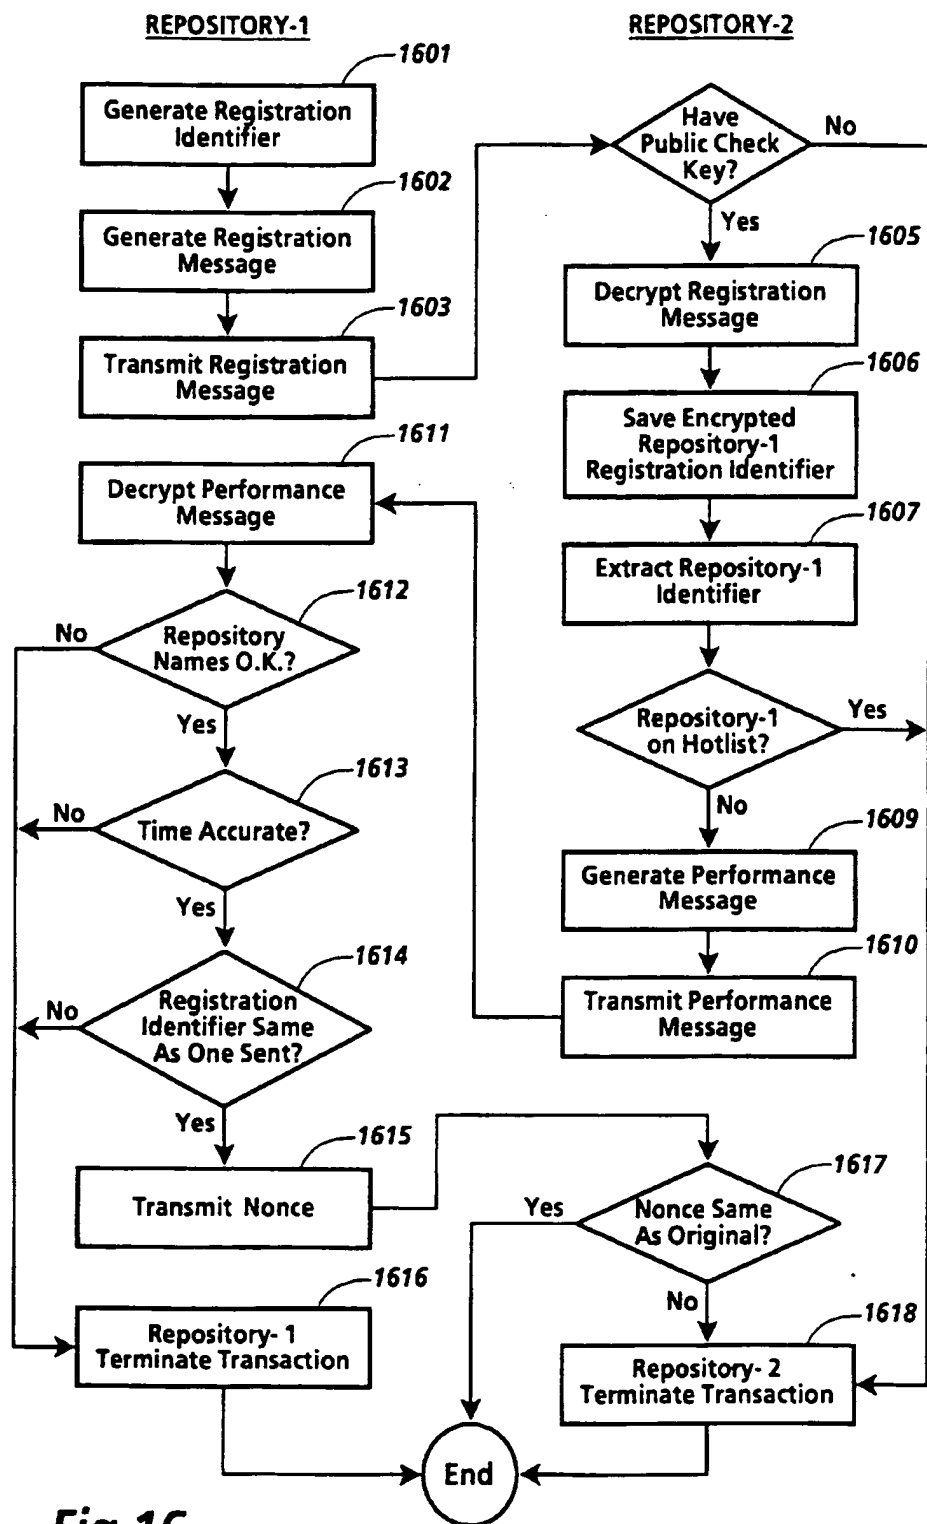 REPOSITORY-1
1601
Generate Registration
Identifier
1602
Generate Registration
Message
1603
Transmit Registration
Message
1611
Decrypt Performance
Message
1612
Repository
Names O.K.?
No
Yes
1613
Time Accurate?
No
Yes
1614
Registration
Identifier Same
As One Sent?
No
Yes
1615
Transmit Nonce
1616
Repository- 1
Terminate Transaction
REPOSITORY-2
Have
Public Check
Key?
No
Yes
1605
Decrypt Registration
Message
1606
Save Encrypted
Repository-1
Registration Identifier
1607
Extract Repository-1
Identifier
Repository-1
on Hotlist?
Yes
No
1609
Generate Performance
Message
1610
Transmit Performance
Message
1617
Nonce Same
As Original?
Yes
No
1618
Repository- 2
Terminate Transaction
End